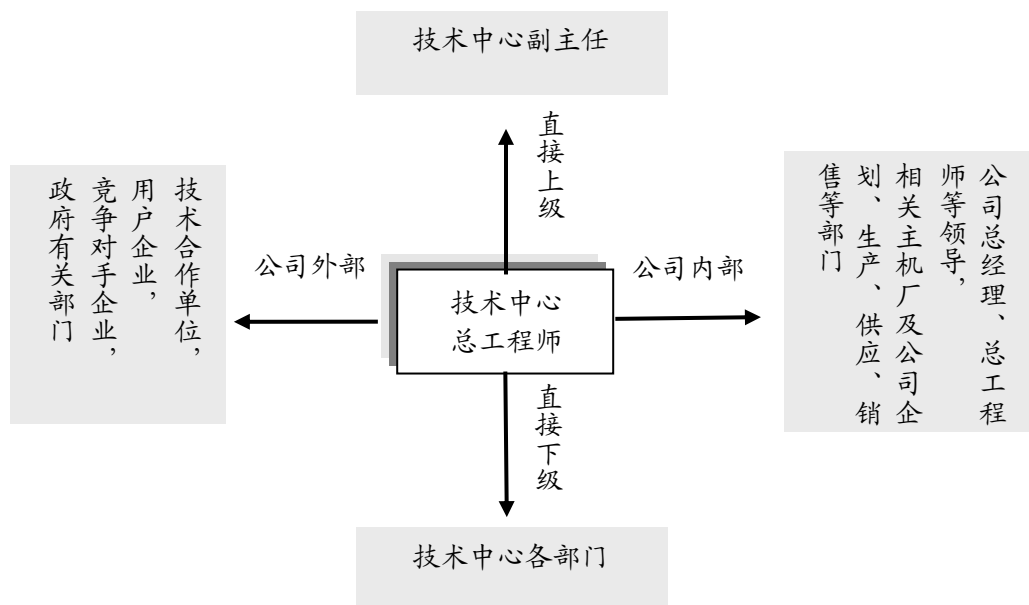 技术中心副主任
直接上级
技术合作单位，
用户企业，
竞争对手企业，
政府有关部门
公司外部
技术中心
总工程师
公司内部
公司总经理、总工程
师等领导，
相关主机厂及公司企
划、生产、供应、销
售等部门
直接下级
技术中心各部门